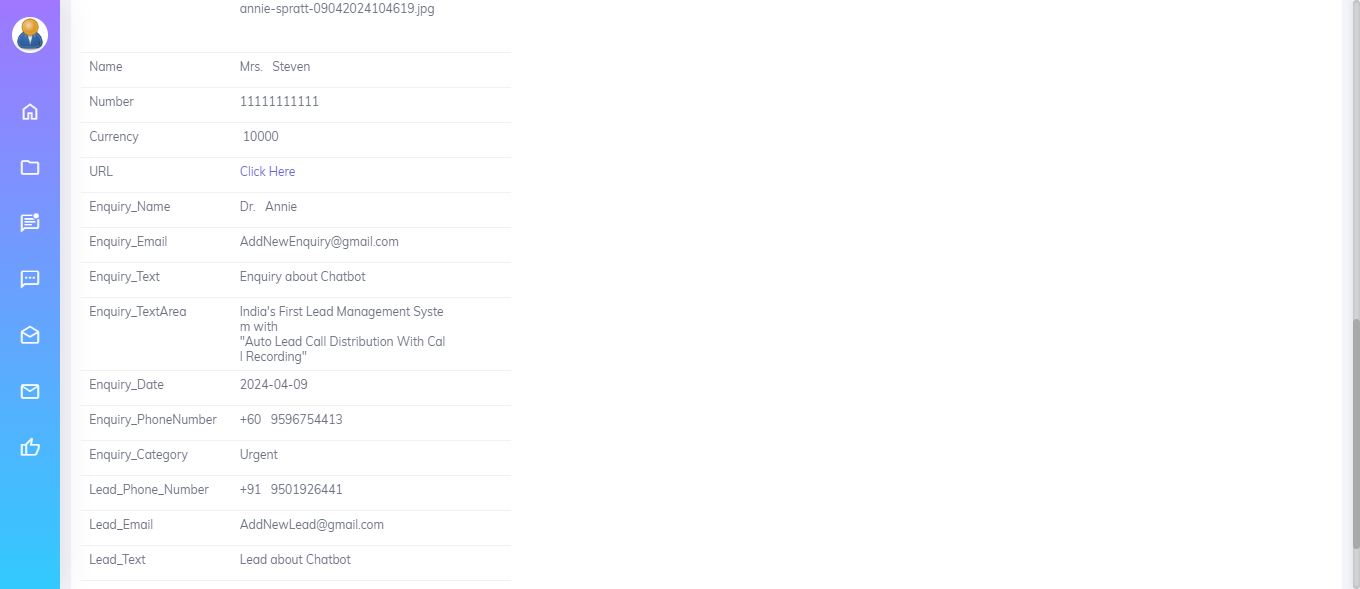 annie-spratt-09042024104619.jpg
Name Mrs. Steven
Number 11111111111
Currency 10000
URL Click Here
Enquiry_Name Dr. Annie
Enquiry_Email AddNewEnquiry@gmail.com
Enquiry_Text Enquiry about Chatbot
Enquiry_TextArea India's First Lead Management Syste
m with
"Auto Lead Call Distribution With Cal
l Recording"
Enquiry_Date 2024-04-09
Enquiry_PhoneNumber +60 9596754413
Enquiry_Category Urgent
Lead_Phone_Number +91 9501926441
Lead_Email AddNewLead@gmail.com
Lead_Text Lead about Chatbot